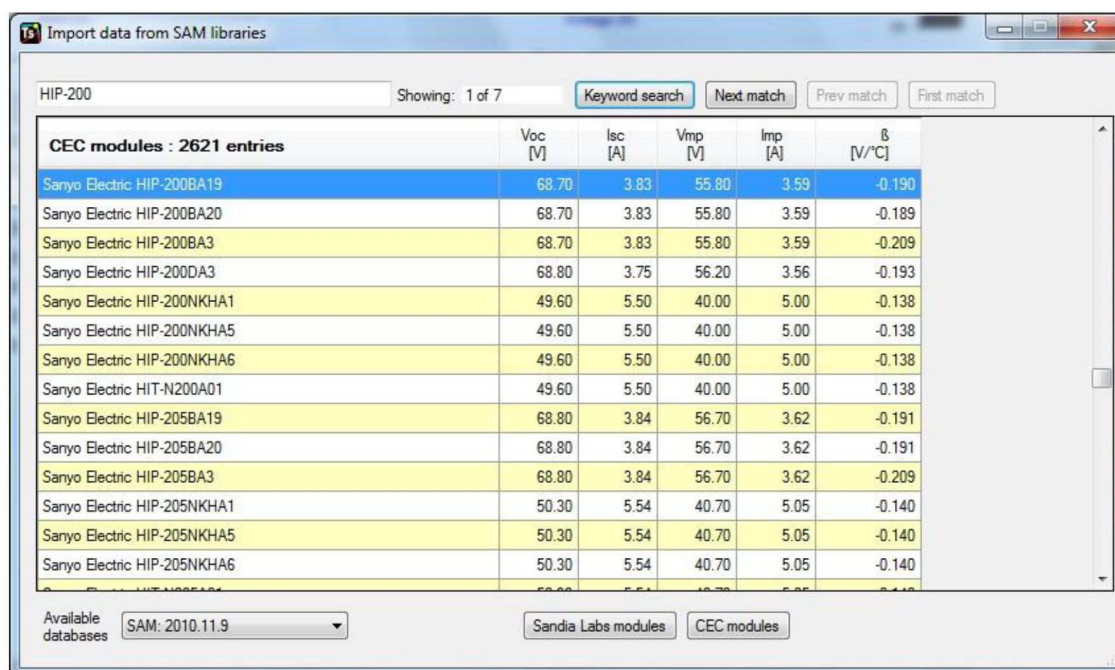 TS Import data from SAM libraries
HIP-200 Showing: 1 of 7 Keyword search Next match Prev match First match
CEC modules : 2621 entries Voc [V] Isc [A] Vmp [V] Imp [A] ß [V/°C]
Sanyo Electric HIP-200BA19 68.70 3.83 55.80 3.59 -0.190
Sanyo Electric HIP-200BA20 68.70 3.83 55.80 3.59 -0.189
Sanyo Electric HIP-200BA3 68.70 3.83 55.80 3.59 -0.209
Sanyo Electric HIP-200DA3 68.80 3.75 56.20 3.56 -0.193
Sanyo Electric HIP-200NKHA1 49.60 5.50 40.00 5.00 -0.138
Sanyo Electric HIP-200NKHA5 49.60 5.50 40.00 5.00 -0.138
Sanyo Electric HIP-200NKHA6 49.60 5.50 40.00 5.00 -0.138
Sanyo Electric HIT-N200A01 49.60 5.50 40.00 5.00 -0.138
Sanyo Electric HIP-205BA19 68.80 3.84 56.70 3.62 -0.191
Sanyo Electric HIP-205BA20 68.80 3.84 56.70 3.62 -0.191
Sanyo Electric HIP-205BA3 68.80 3.84 56.70 3.62 -0.209
Sanyo Electric HIP-205NKHA1 50.30 5.54 40.70 5.05 -0.140
Sanyo Electric HIP-205NKHA5 50.30 5.54 40.70 5.05 -0.140
Sanyo Electric HIP-205NKHA6 50.30 5.54 40.70 5.05 -0.140
Available databases SAM: 2010.11.9 Sandia Labs modules CEC modules